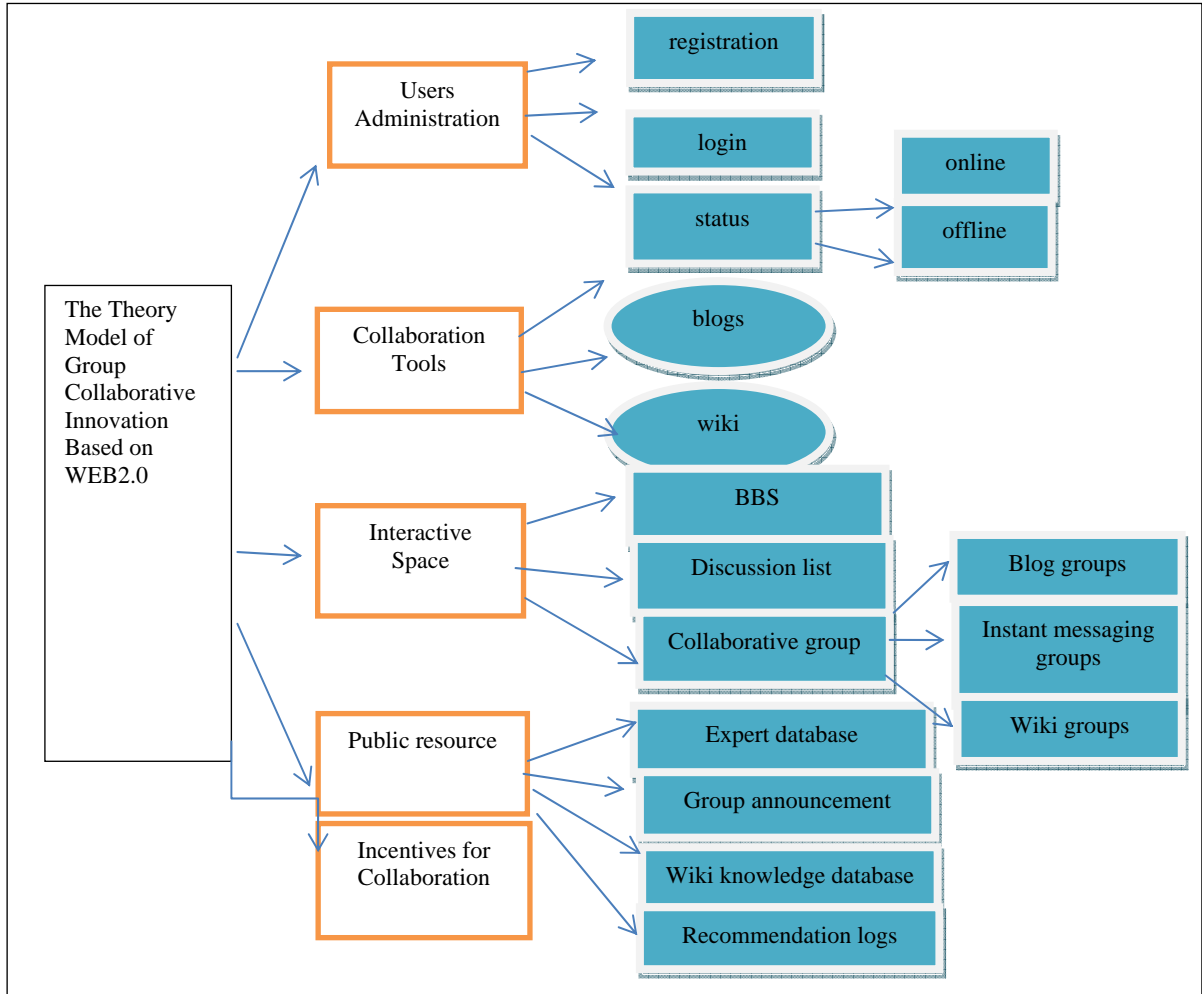 The Theory
Model of
Group
Collaborative
Innovation
Based on
WEB2.0
Users
Administration
registration
login
status
online
offline
Collaboration
Tools
blogs
wiki
Interactive
Space
BBS
Discussion list
Collaborative group
Blog groups
Instant messaging
groups
Wiki groups
Public resource
Expert database
Group announcement
Wiki knowledge database
Recommendation logs
Incentives for
Collaboration